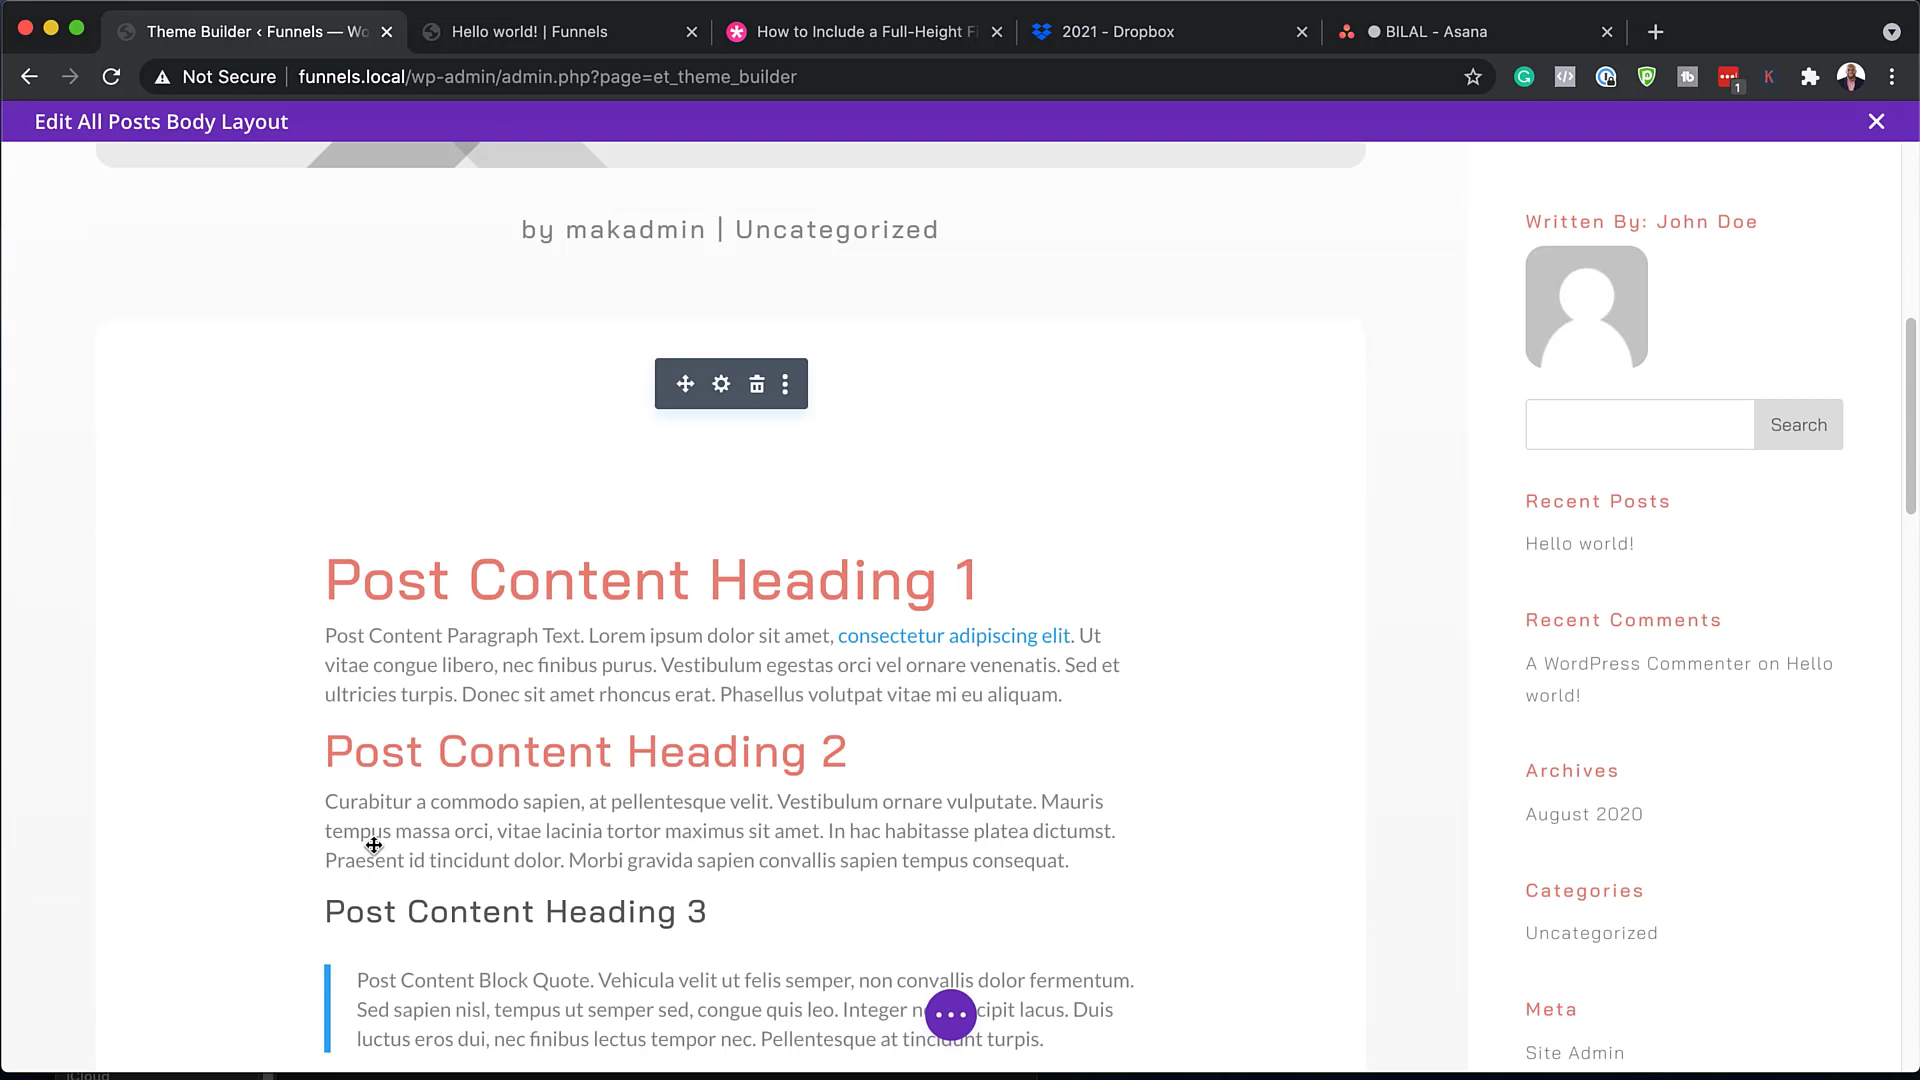 Theme Builder ‹ Funnels — Wo
Hello world! | Funnels
How to Include a Full-Height F
2021 - Dropbox
BILAL - Asana
Not Secure
funnels.local/wp-admin/admin.php?page=et_theme_builder
1
Edit All Posts Body Layout
by makadmin | Uncategorized
Post Content Heading 1
Post Content Paragraph Text. Lorem ipsum dolor sit amet, consectetur adipiscing elit. Ut
vitae congue libero, nec finibus purus. Vestibulum egestas orci vel ornare venenatis. Sed et
ultricies turpis. Donec sit amet rhoncus erat. Phasellus volutpat vitae mi eu aliquam.
Post Content Heading 2
Curabitur a commodo sapien, at pellentesque velit. Vestibulum ornare vulputate. Mauris
tempus massa orci, vitae lacinia tortor maximus sit amet. In hac habitasse platea dictumst.
Praesent id tincidunt dolor. Morbi gravida sapien convallis sapien tempus consequat.
Post Content Heading 3
Post Content Block Quote. Vehicula velit ut felis semper, non convallis dolor fermentum.
Sed sapien nisl, tempus ut semper sed, congue quis leo. Integer lacus. Duis
luctus eros dui, nec finibus lectus tempor nec. Pellentesque at tincidunt turpis.
Written By: John Doe
Search
Recent Posts
Hello world!
Recent Comments
A WordPress Commenter on Hello
world!
Archives
August 2020
Categories
Uncategorized
Meta
Site Admin